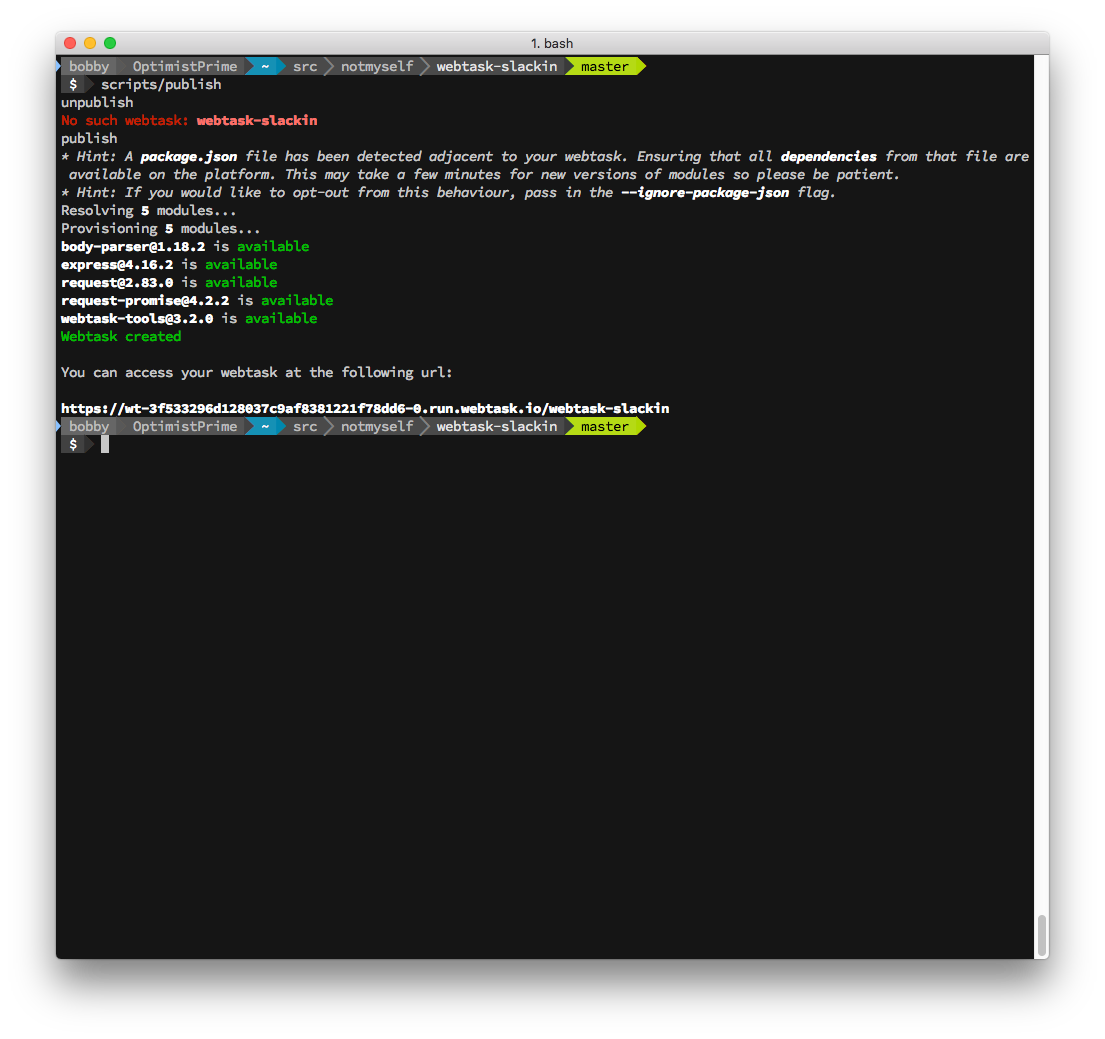 1. bash
bobby OptimistPrime ~ src notmyself webtask-slackin master
$ scripts/publish
unpublish
No such webtask: webtask-slackin
publish
* Hint: A package.json file has been detected adjacent to your webtask. Ensuring that all dependencies from that file are
available on the platform. This may take a few minutes for new versions of modules so please be patient.
* Hint: If you would like to opt-out from this behaviour, pass in the --ignore-package-json flag.
Resolving 5 modules...
Provisioning 5 modules...
body-parser@1.18.2 is available
express@4.16.2 is available
request@2.83.0 is available
request-promise@4.2.2 is available
webtask-tools@3.2.0 is available
Webtask created
You can access your webtask at the following url:
https://wt-3f533296d128037c9af8381221f78dd6-0.run.webtask.io/webtask-slackin
bobby OptimistPrime ~ src notmyself webtask-slackin master
$